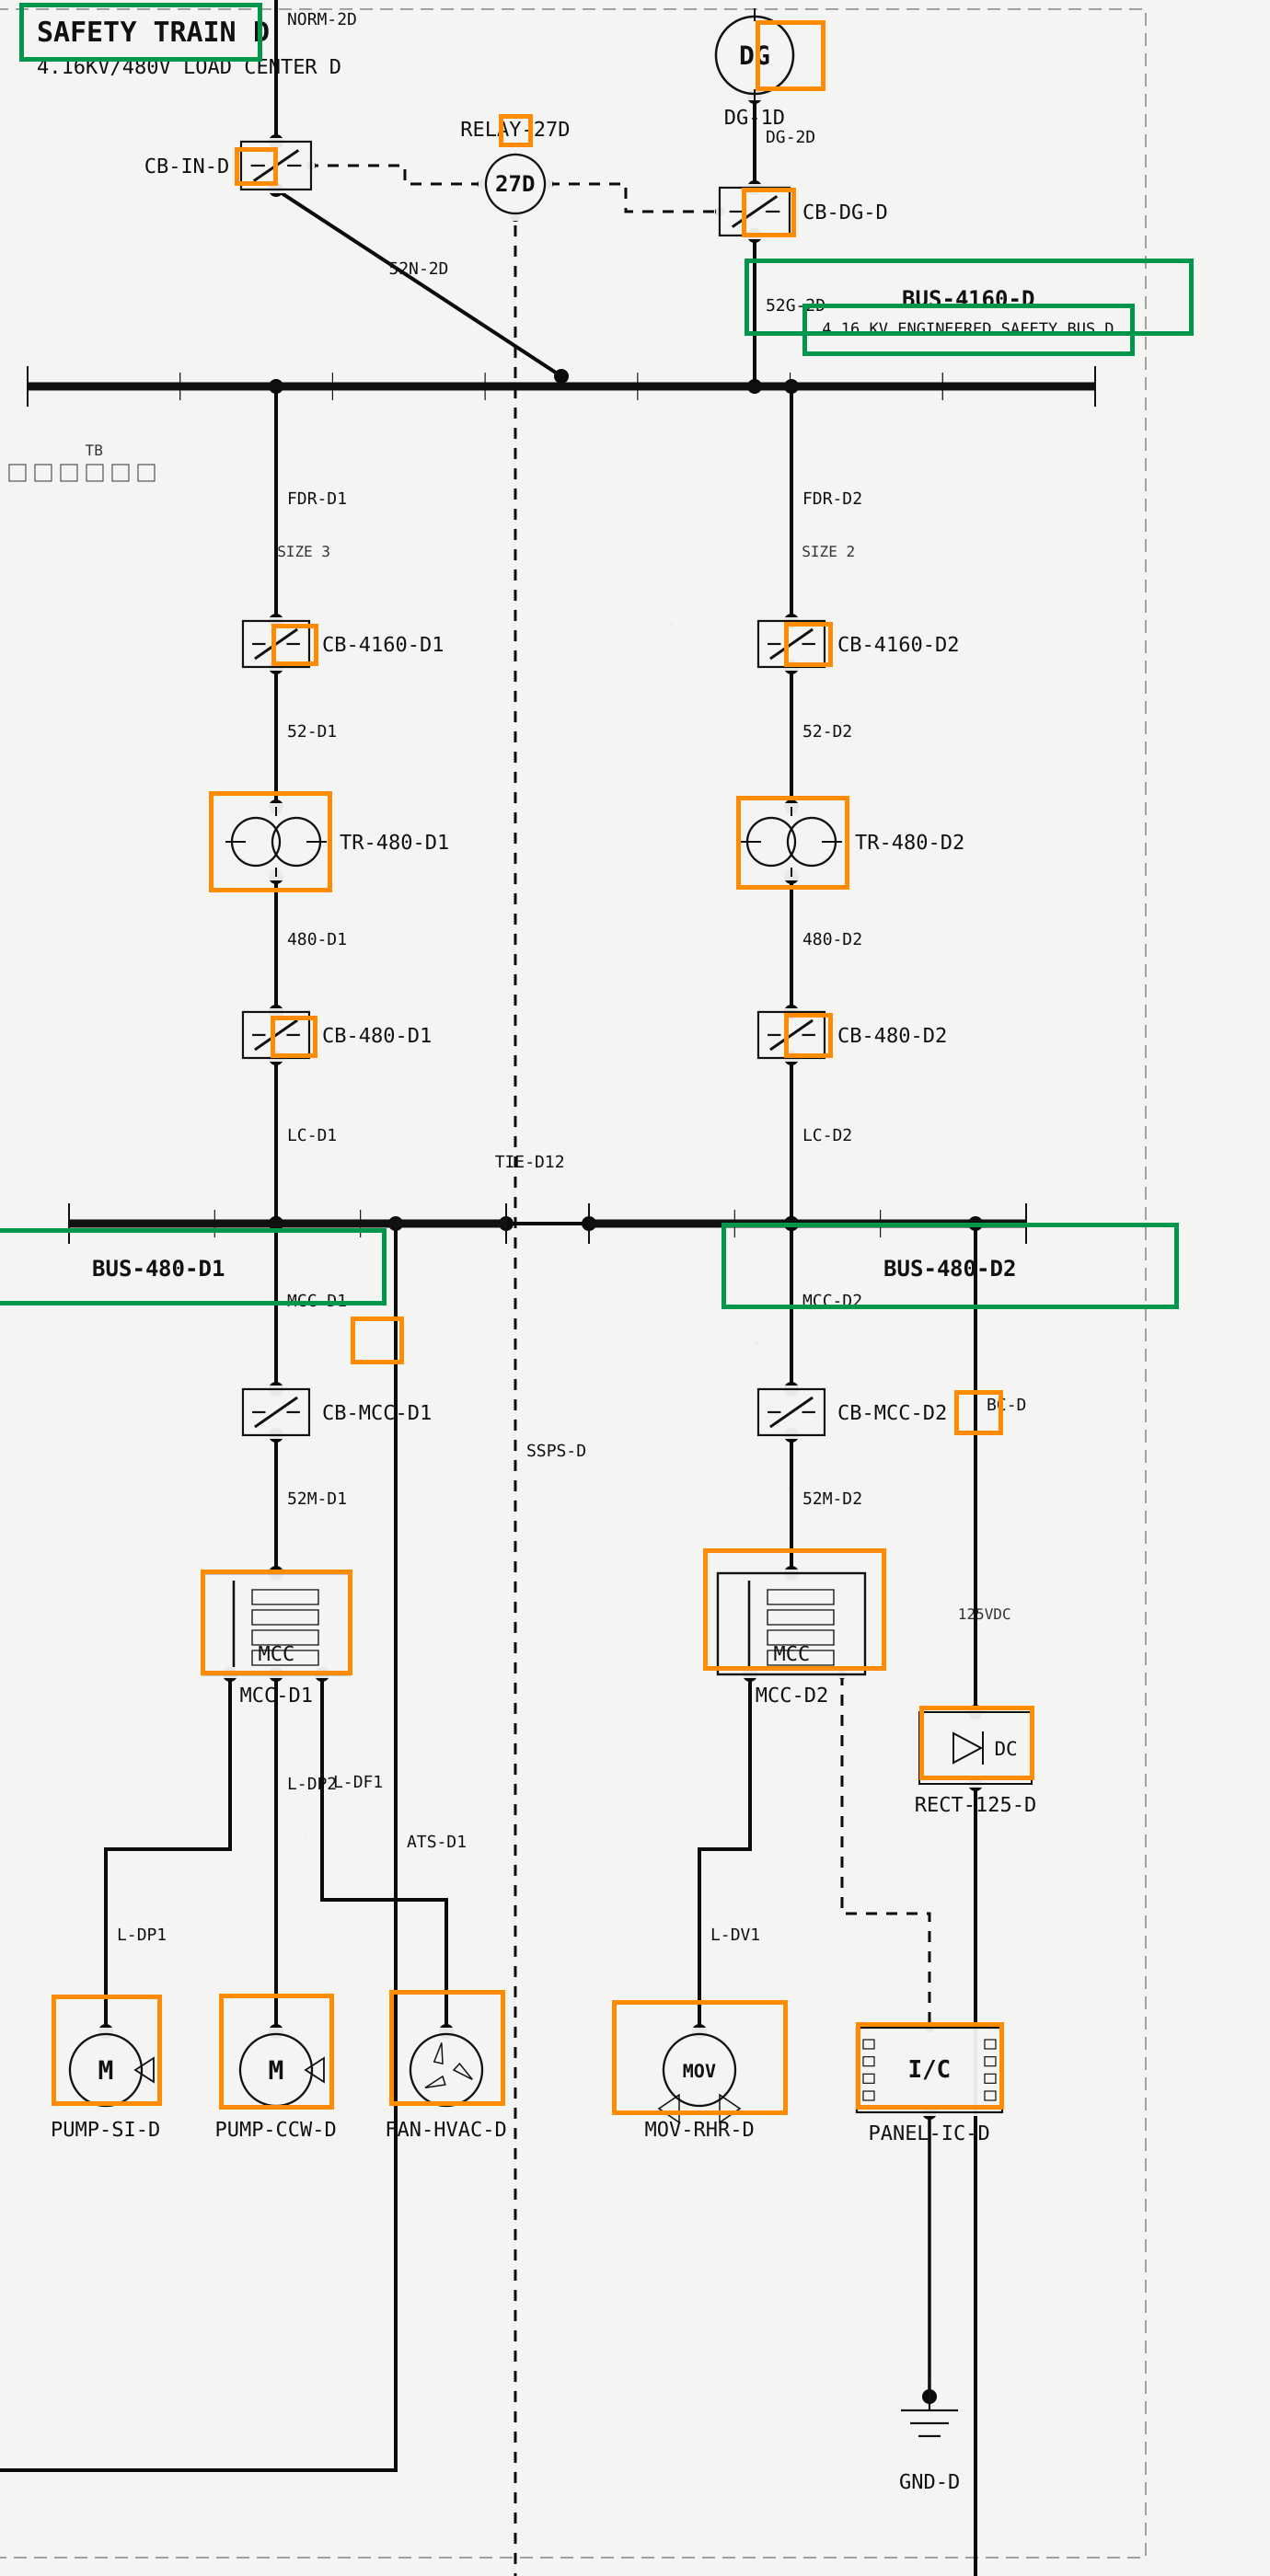 SAFETY TRAIN D
NORM-2D
4.16KV/480V LOAD CENTER D
DG
DG-1D
DG-2D
RELAY-27D
CB-IN-D
27D
CB-DG-D
52N-2D
52G-2D
BUS-4160-D
4.16 KV ENGINEERED SAFETY BUS D
TB
FDR-D1
FDR-D2
SIZE 3
SIZE 2
CB-4160-D1
CB-4160-D2
52-D1
52-D2
TR-480-D1
TR-480-D2
480-D1
480-D2
CB-480-D1
CB-480-D2
LC-D1
LC-D2
TIE-D12
BUS-480-D1
BUS-480-D2
MCC-D1
MCC-D2
CB-MCC-D1
CB-MCC-D2
BC-D
SSPS-D
52M-D1
52M-D2
125VDC
MCC
MCC
MCC-D1
MCC-D2
DC
RECT-125-D
L-DP2
L-DF1
ATS-D1
L-DP1
L-DV1
M
M
MOV
I/C
PUMP-SI-D
PUMP-CCW-D
FAN-HVAC-D
MOV-RHR-D
PANEL-IC-D
GND-D